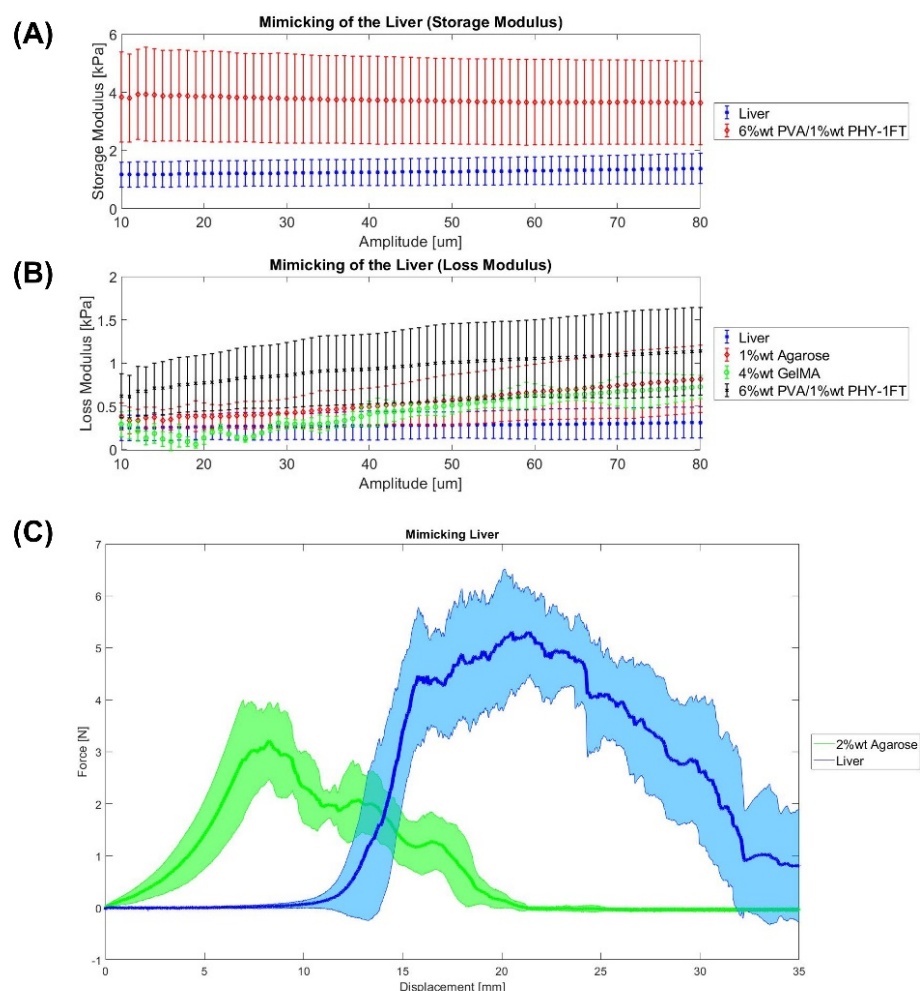 (A)
Mimicking of the Liver (Storage Modulus)
Storage Modulus [kPa]
6
4
2
0
10 20 30 40 50 60 70 80
Amplitude [um]
Liver
6%wt PVA/1%wt PHY-1FT
(B)
Mimicking of the Liver (Loss Modulus)
Loss Modulus [kPa]
2
1.5
1
0.5
0
10 20 30 40 50 60 70 80
Amplitude [um]
Liver
1%wt Agarose
4%wt GelMA
6%wt PVA/1%wt PHY-1FT
(C)
Mimicking Liver
Force [N]
7
6
5
4
3
2
1
0
-1
0 5 10 15 20 25 30 35
Displacement [mm]
2%wt Agarose
Liver